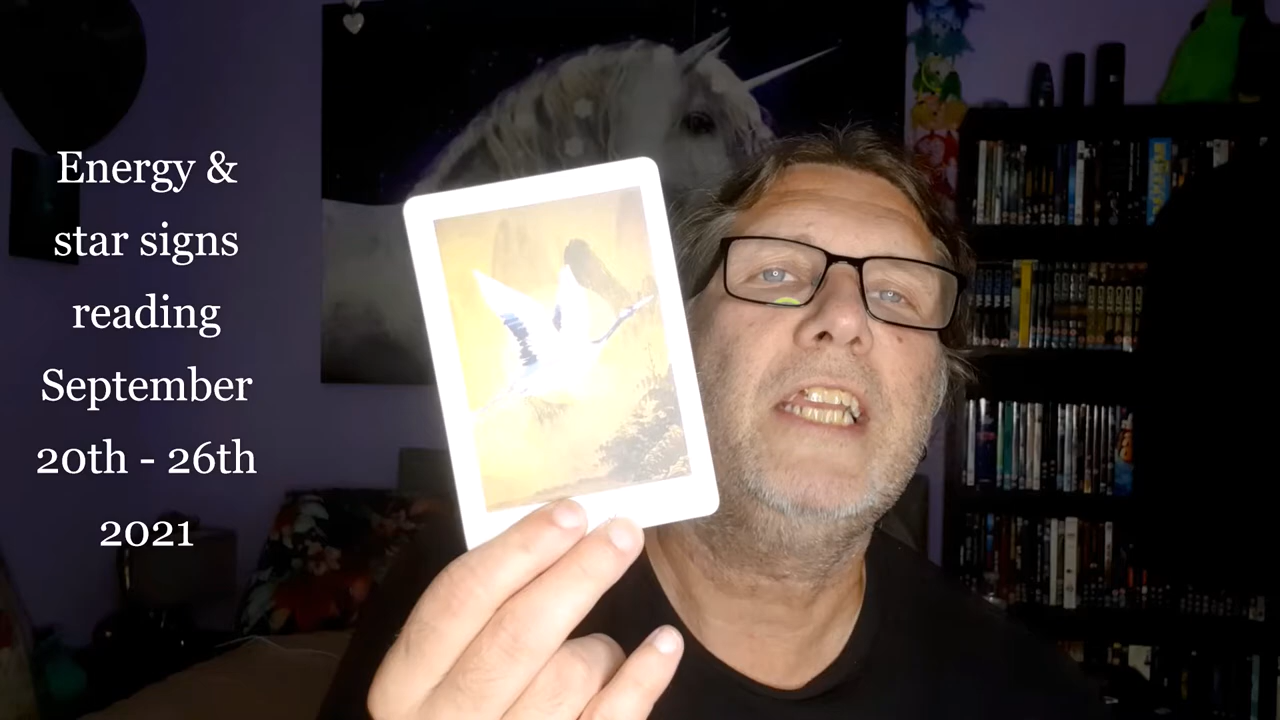 Energy &
star signs
reading
September
20th - 26th
2021